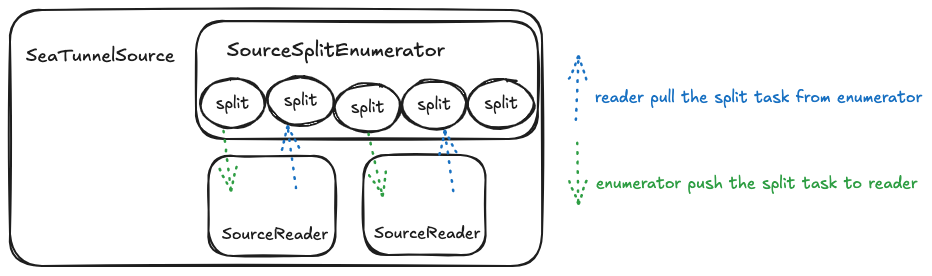 SeaTunnelSource
SourceSplitEnumerator
split
split
split
split
split
reader pull the split task from enumerator
enumerator push the split task to reader
SourceReader
SourceReader